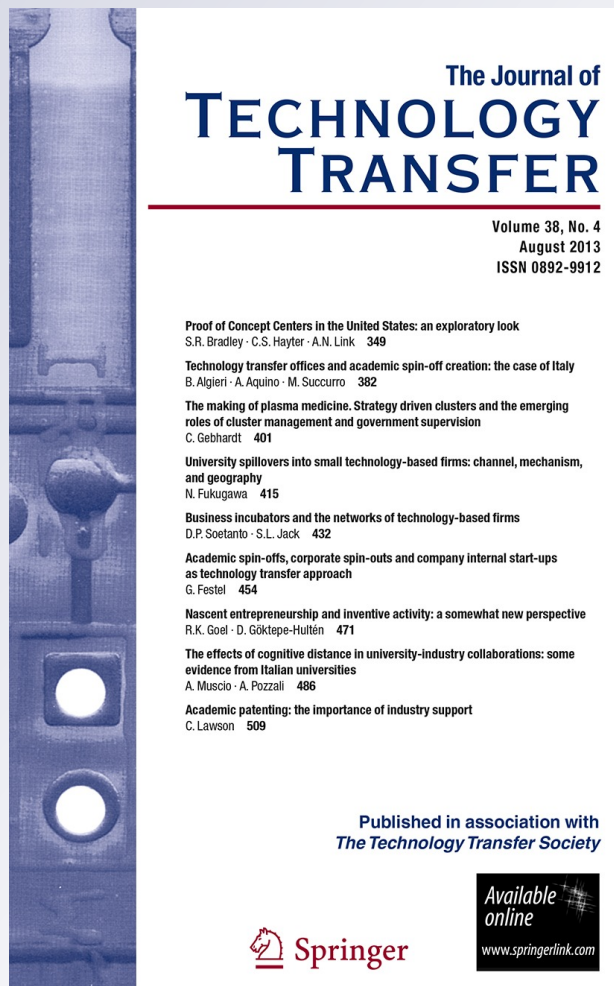 The Journal of
TECHNOLOGY
TRANSFER
Volume 38, No. 4
August 2013
ISSN 0892-9912
Proof of Concept Centers in the United States: an exploratory look
S.R. Bradley · C.S. Hayter · A.N. Link 349
Technology transfer offices and academic spin-off creation: the case of Italy
B. Algieri · A. Aquino · M. Succurro 382
The making of plasma medicine. Strategy driven clusters and the emerging
roles of cluster management and government supervision
C. Gebhardt 401
University spillovers into small technology-based firms: channel, mechanism,
and geography
N. Fukugawa 415
Business incubators and the networks of technology-based firms
D.P. Soetanto · S.L. Jack 432
Academic spin-offs, corporate spin-outs and company internal start-ups
as technology transfer approach
G. Festel 454
Nascent entrepreneurship and inventive activity: a somewhat new perspective
R.K. Goel · D. Göktepe-Hultén 471
The effects of cognitive distance in university-industry collaborations: some
evidence from Italian universities
A. Muscio · A. Pozzali 486
Academic patenting: the importance of industry support
C. Lawson 509
Published in association with
The Technology Transfer Society
Available
online
www.springerlink.com
Springer